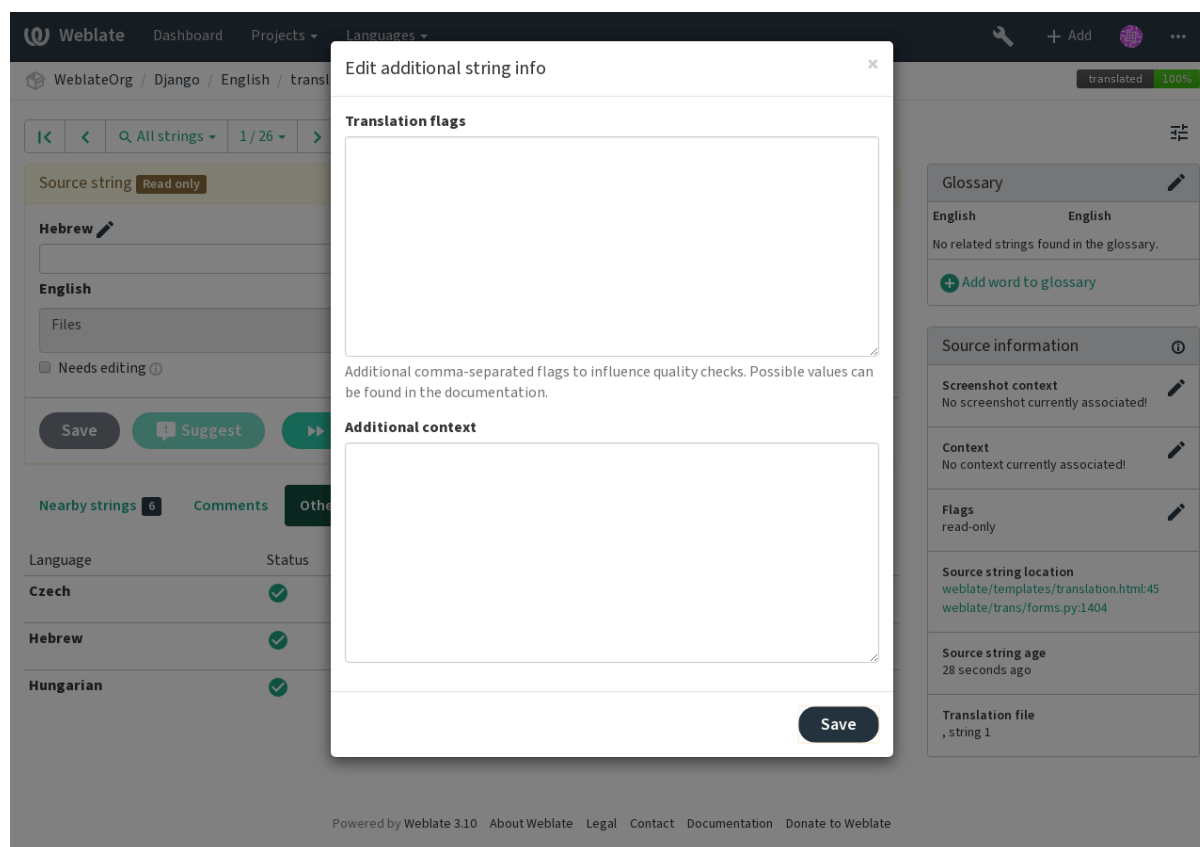 Weblate Dashboard Projects Languages Add
WeblateOrg / Django / English / transl
translated 100%
All strings 1 / 26
Source string Read only
Hebrew
English
Files
Needs editing
Save Suggest
Nearby strings 6 Comments Othe
Language Status
Czech
Hebrew
Hungarian
Edit additional string info ×
Translation flags
Additional comma-separated flags to influence quality checks. Possible values can
be found in the documentation.
Additional context
Save
Glossary
English English
No related strings found in the glossary.
Add word to glossary
Source information
Screenshot context
No screenshot currently associated!
Context
No context currently associated!
Flags
read-only
Source string location
weblate/templates/translation.html:45
weblate/trans/forms.py:1404
Source string age
28 seconds ago
Translation file
, string 1
Powered by Weblate 3.10 About Weblate Legal Contact Documentation Donate to Weblate